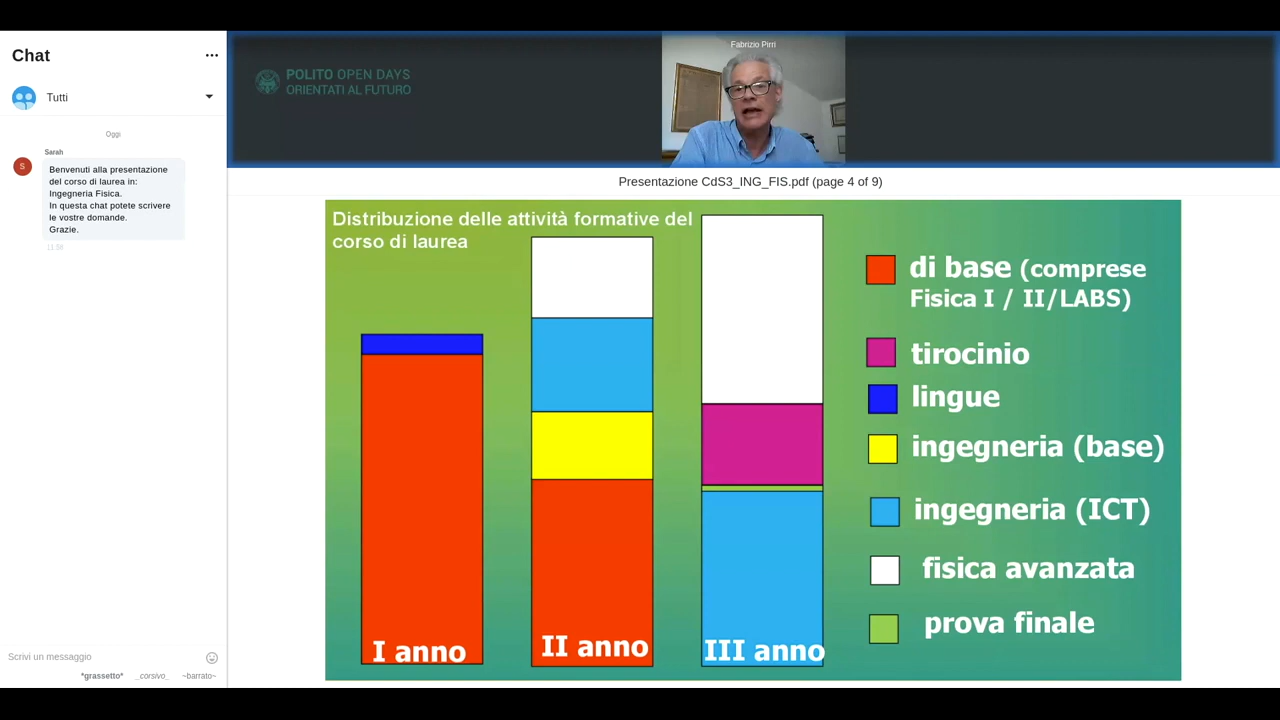 Chat
Tutti
Oggi
Sarah
S
Benvenuti alla presentazione
del corso di laurea in:
Ingegneria Fisica.
In questa chat potete scrivere
le vostre domande.
Grazie.
Scrivi un messaggio
*grassetto* _corsivo_ ~barrato~
POLITO OPEN DAYS
ORIENTATI AL FUTURO
Fabrizio Pirri
Presentazione CdS3_ING_FIS.pdf (page 4 of 9)
Distribuzione delle attività formative del
corso di laurea
I anno
II anno
III anno
di base (comprese
Fisica I / II/LABS)
tirocinio
lingue
ingegneria (base)
ingegneria (ICT)
fisica avanzata
prova finale